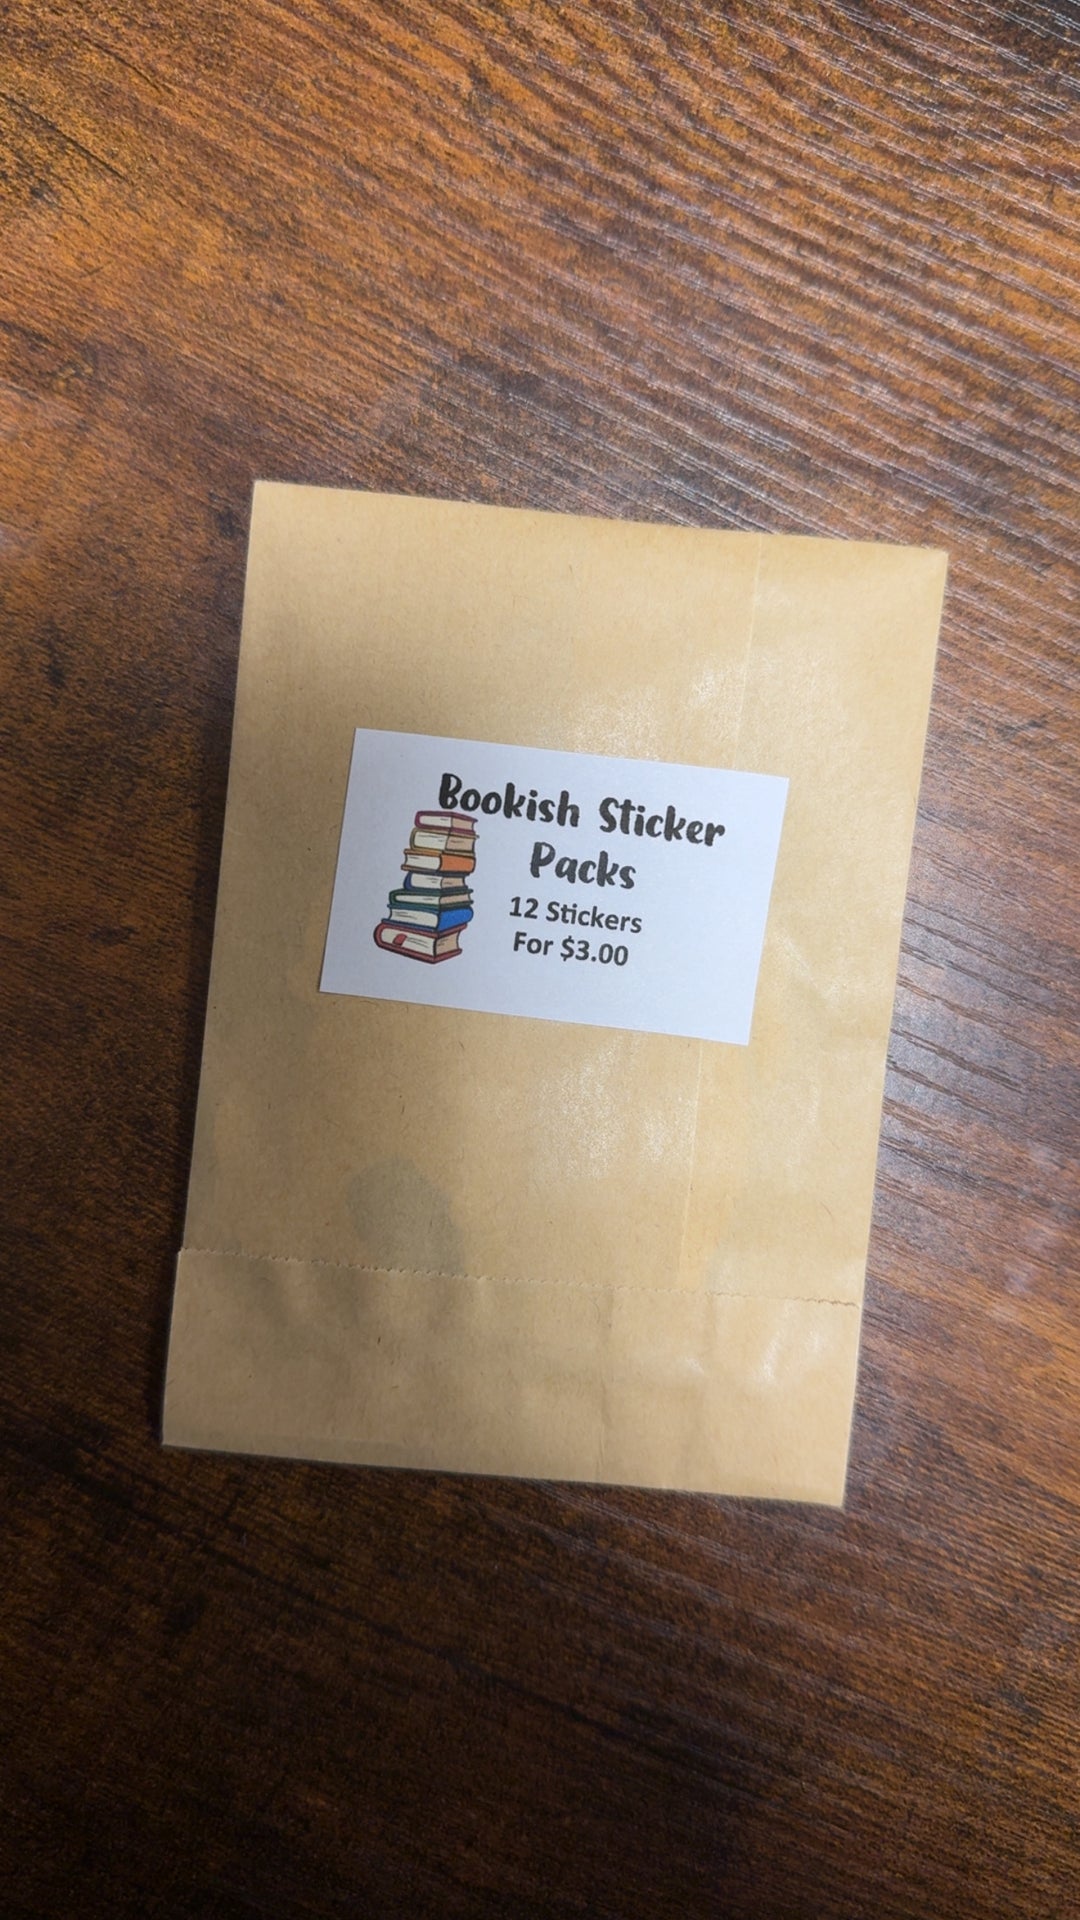 Bookish Sticker
Packs
12 Stickers
For $3.00